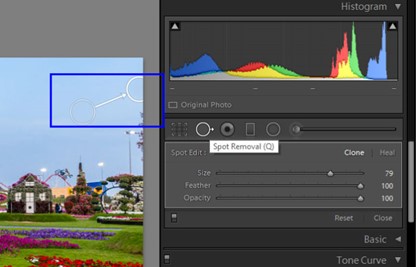 Histogram
Original Photo
Spot Removal (Q)
Spot Edit: Clone Heal
Size 79
Feather 100
Opacity 100
Reset Close
Basic
Tone Curve